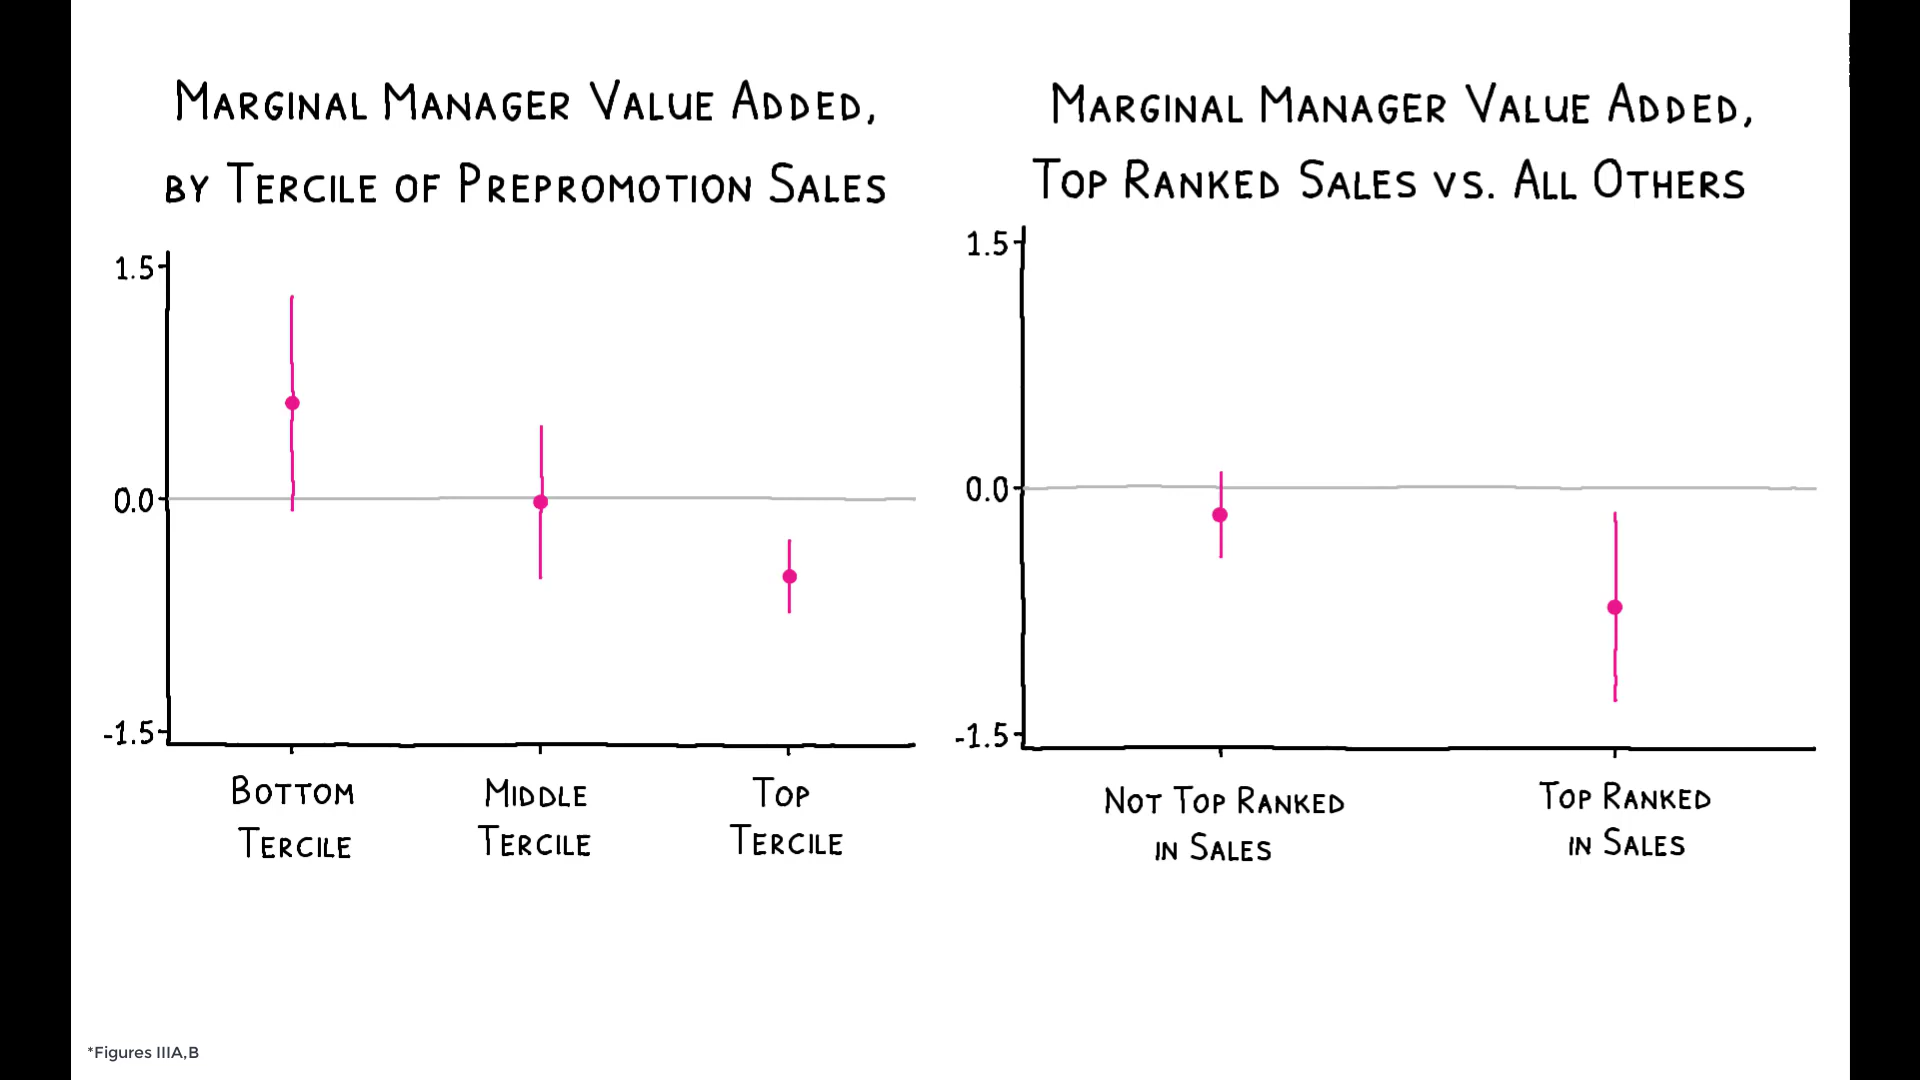 Marginal Manager Value Added,
by Tercile of Prepromotion Sales
1.5
0.0
-1.5
Bottom
Tercile
Middle
Tercile
Top
Tercile
Marginal Manager Value Added,
Top Ranked Sales vs. All Others
1.5
0.0
-1.5
Not Top Ranked
in Sales
Top Ranked
in Sales
*Figures IIIA,B